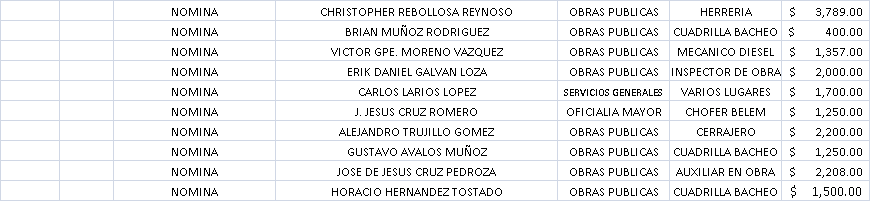 NOMINA CHRISTOPHER REBOLLOSA REYNOSO OBRAS PUBLICAS HERRERIA $ 3,789.00
NOMINA BRIAN MUÑOZ RODRIGUEZ OBRAS PUBLICAS CUADRILLA BACHEO $ 400.00
NOMINA VICTOR GPE. MORENO VAZQUEZ OBRAS PUBLICAS MECANICO DIESEL $ 1,357.00
NOMINA ERIK DANIEL GALVAN LOZA OBRAS PUBLICAS INSPECTOR DE OBRA $ 2,000.00
NOMINA CARLOS LARIOS LOPEZ SERVICIOS GENERALES VARIOS LUGARES $ 1,700.00
NOMINA J. JESUS CRUZ ROMERO OFICIALIA MAYOR CHOFER BELEM $ 1,250.00
NOMINA ALEJANDRO TRUJILLO GOMEZ OBRAS PUBLICAS CERRAJERO $ 2,200.00
NOMINA GUSTAVO AVALOS MUÑOZ OBRAS PUBLICAS CUADRILLA BACHEO $ 1,250.00
NOMINA JOSE DE JESUS CRUZ PEDROZA OBRAS PUBLICAS AUXILIAR EN OBRA $ 2,208.00
NOMINA HORACIO HERNANDEZ TOSTADO OBRAS PUBLICAS CUADRILLA BACHEO $ 1,500.00